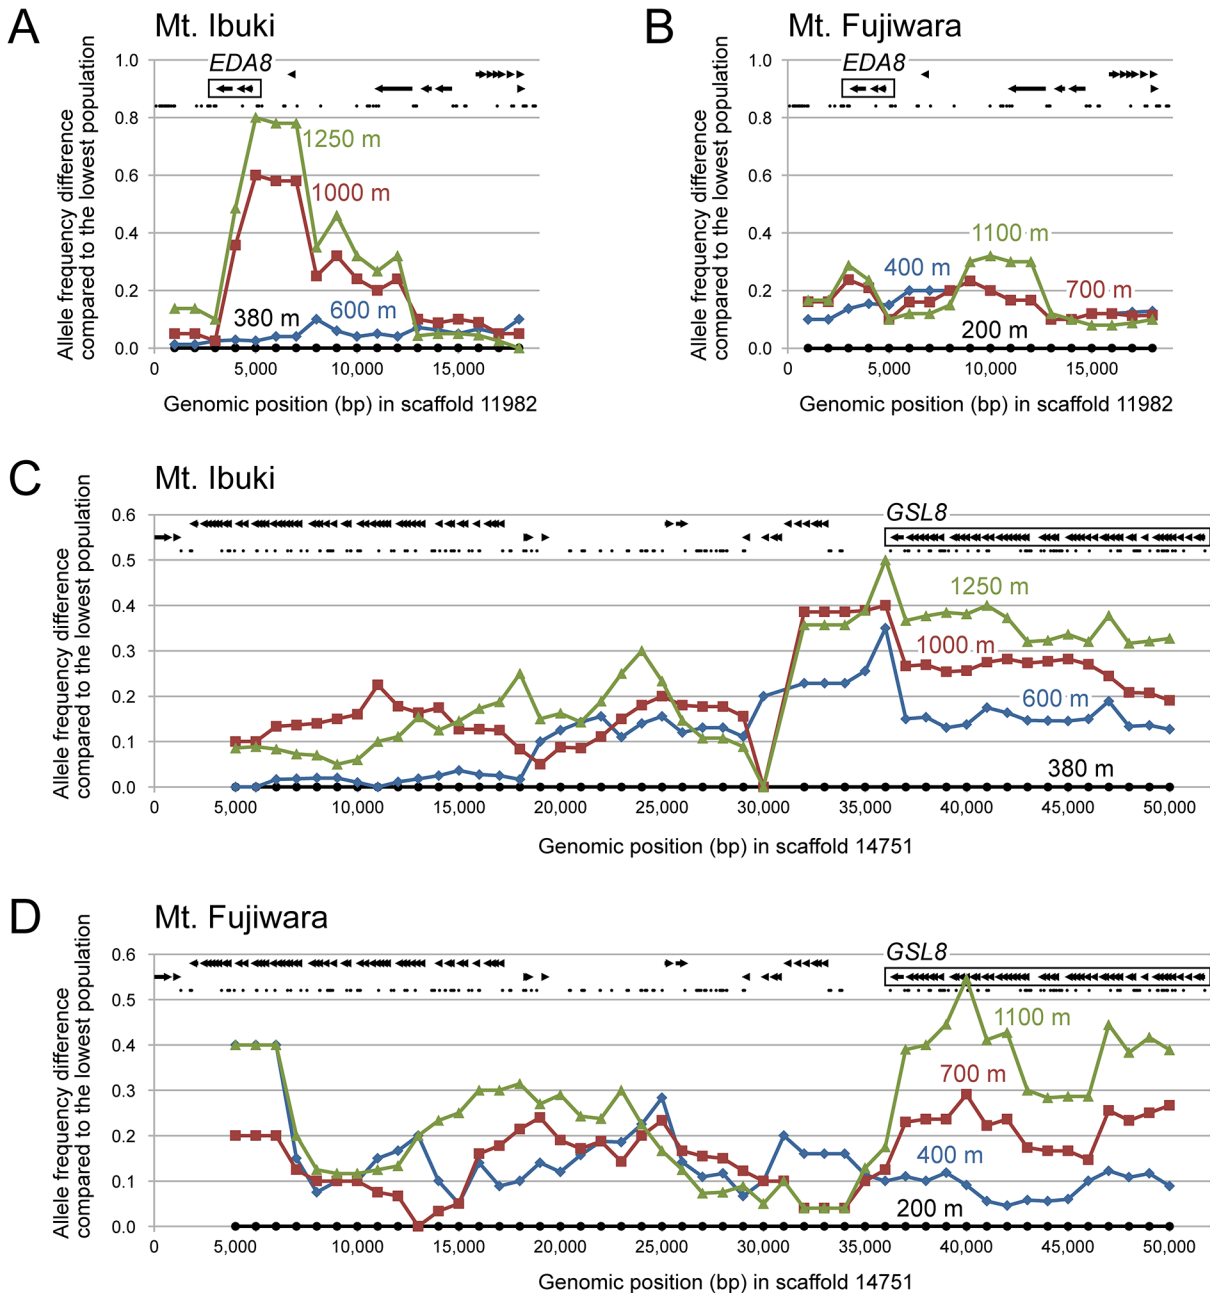 A
Mt. Ibuki
Allele frequency difference
compared to the lowest population
1.0
0.8
0.6
0.4
0.2
0.0
EDA8
1250 m
1000 m
600 m
380 m
0
5,000
10,000
15,000
Genomic position (bp) in scaffold 11982
B
Mt. Fujiwara
Allele frequency difference
compared to the lowest population
1.0
0.8
0.6
0.4
0.2
0.0
EDA8
1100 m
400 m
700 m
200 m
0
5,000
10,000
15,000
Genomic position (bp) in scaffold 11982
C
Mt. Ibuki
Allele frequency difference
compared to the lowest population
0.6
0.5
0.4
0.3
0.2
0.1
0.0
GSL8
1250 m
1000 m
600 m
380 m
0
5,000
10,000
15,000
20,000
25,000
30,000
35,000
40,000
45,000
50,000
Genomic position (bp) in scaffold 14751
D
Mt. Fujiwara
Allele frequency difference
compared to the lowest population
0.6
0.5
0.4
0.3
0.2
0.1
0.0
GSL8
1100 m
700 m
400 m
200 m
0
5,000
10,000
15,000
20,000
25,000
30,000
35,000
40,000
45,000
50,000
Genomic position (bp) in scaffold 14751